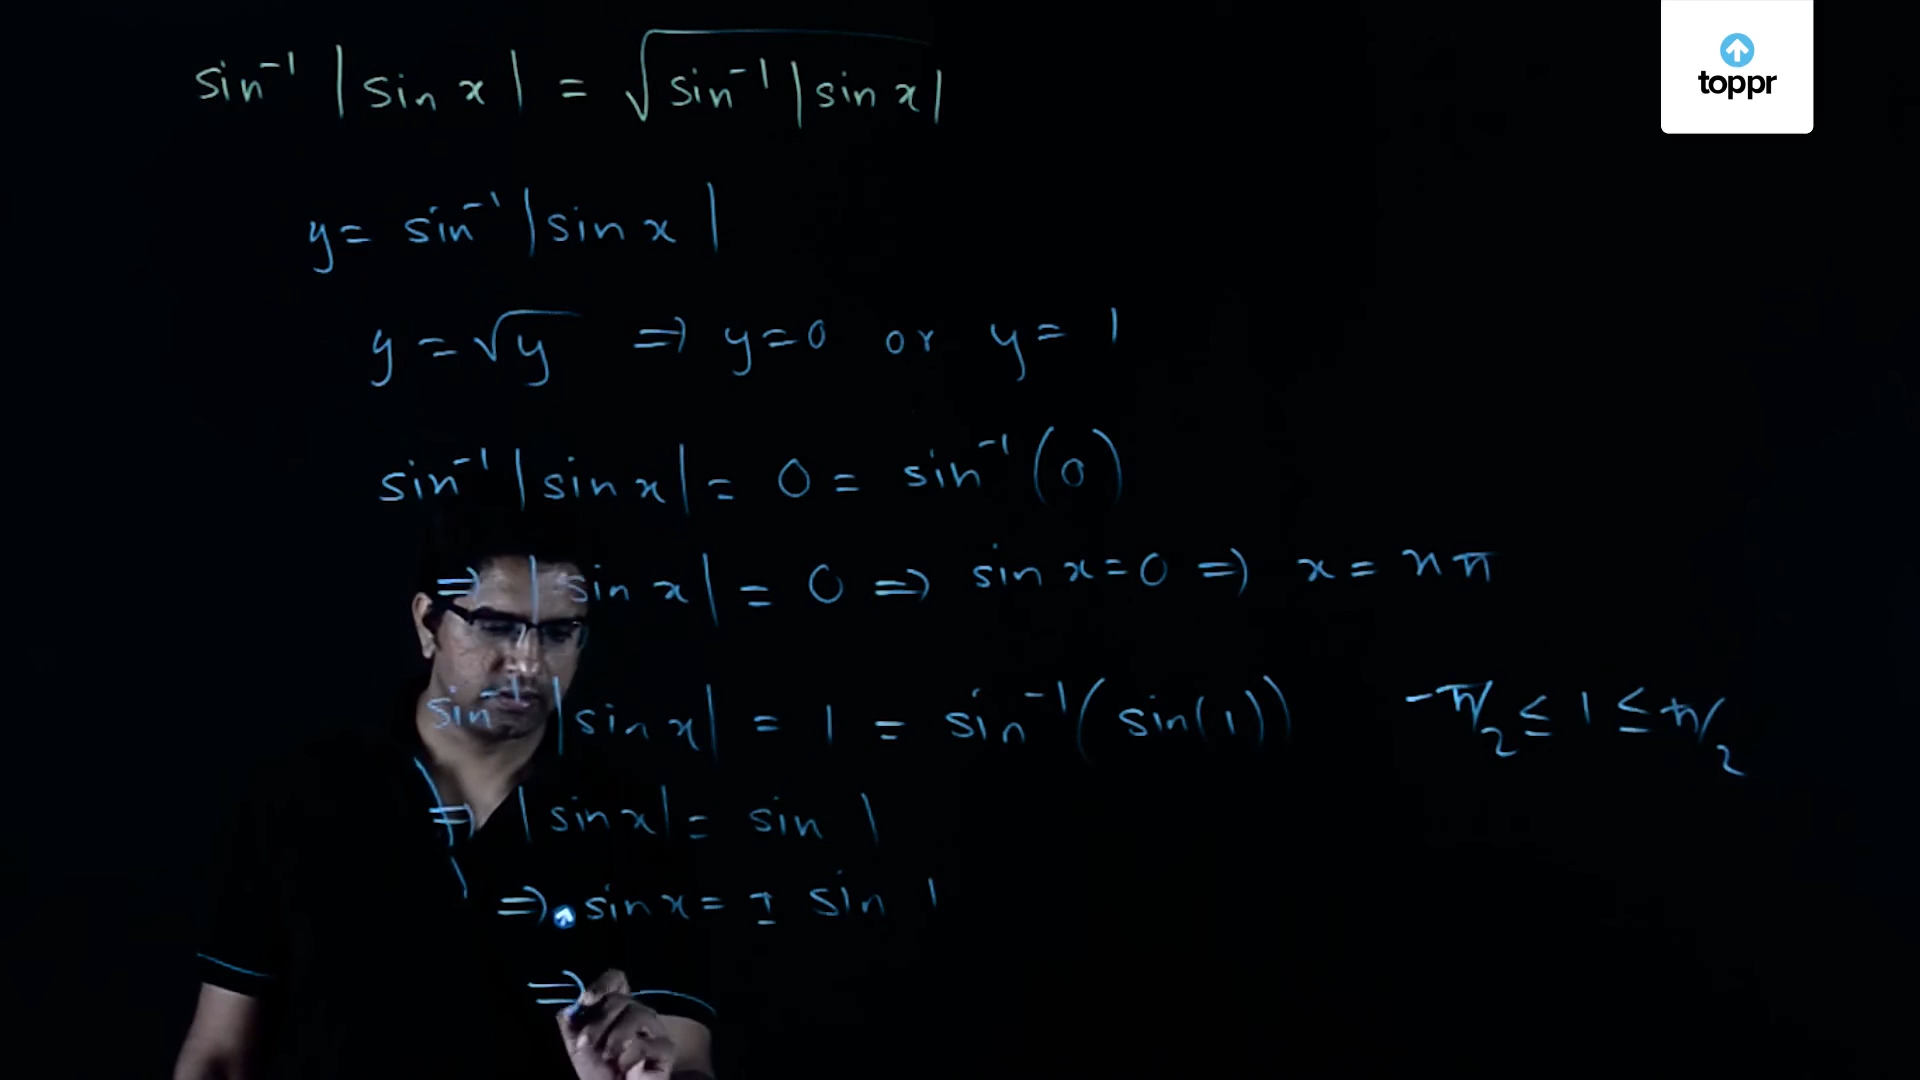 sin⁻¹ |sin x| = √sin⁻¹ |sin x|
toppr
y = sin⁻¹ |sin x|
y = √y ⇒ y = 0 or y = 1
sin⁻¹ |sin x| = 0 = sin⁻¹ (0)
⇒ |sin x| = 0 ⇒ sin x = 0 ⇒ x = nπ
sin⁻¹ |sin x| = 1 = sin⁻¹ (sin(1)) -π/2 ≤ 1 ≤ π/2
⇒ |sin x| = sin 1
⇒ sin x = ± sin 1
⇒